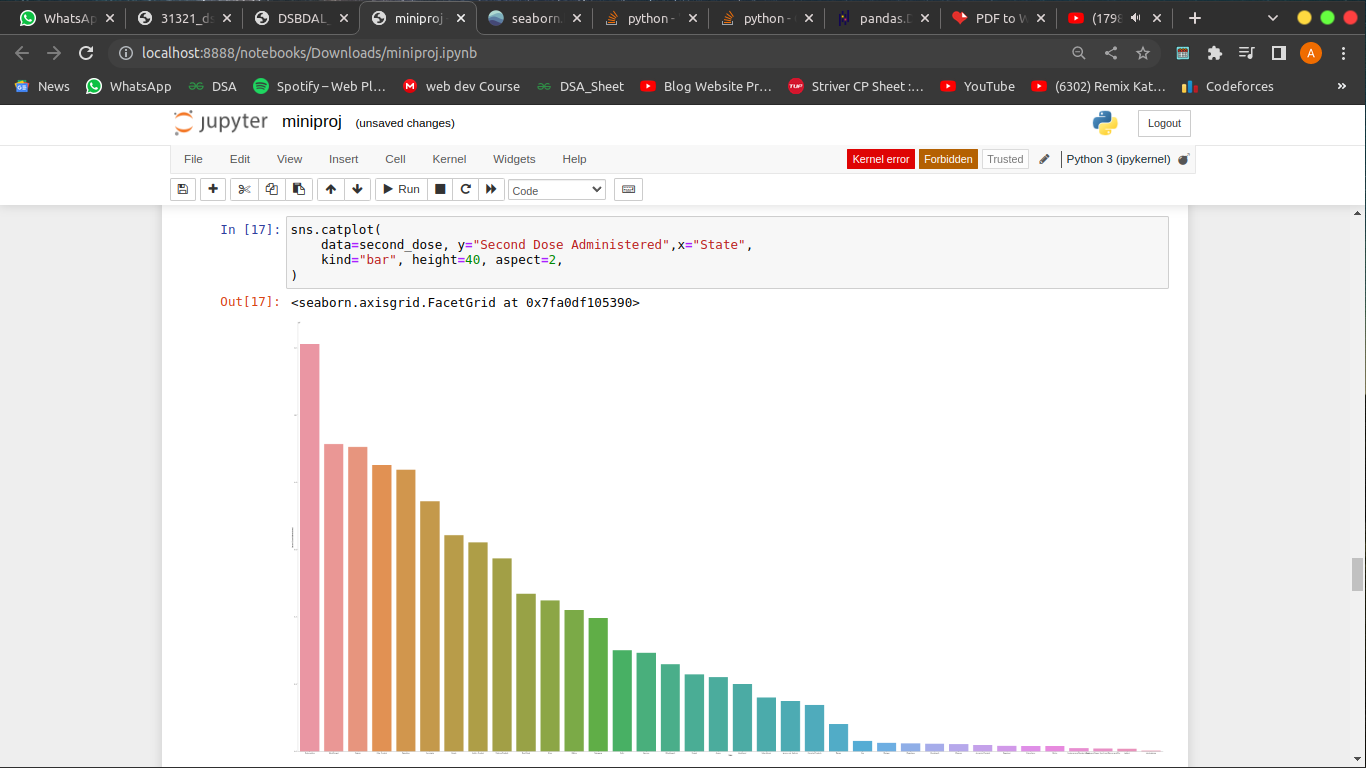 WhatsAp
31321_ds
DSBDAL_
miniproj
seaborn.
python -
python -
pandas.D
PDF to W
(1798
localhost:8888/notebooks/Downloads/miniproj.ipynb
A
News
WhatsApp
DSA
Spotify – Web Pl…
web dev Course
DSA_Sheet
Blog Website Pr…
TUF
Striver CP Sheet :…
YouTube
(6302) Remix Kat…
Codeforces
»
jupyter
miniproj
(unsaved changes)
Logout
File Edit View Insert Cell Kernel Widgets Help
Kernel error
Forbidden
Trusted
Python 3 (ipykernel)
Run
Code
In [17]:
sns.catplot(
data=second_dose, y="Second Dose Administered",x="State",
kind="bar", height=40, aspect=2,
)
Out[17]:
<seaborn.axisgrid.FacetGrid at 0x7fa0df105390>